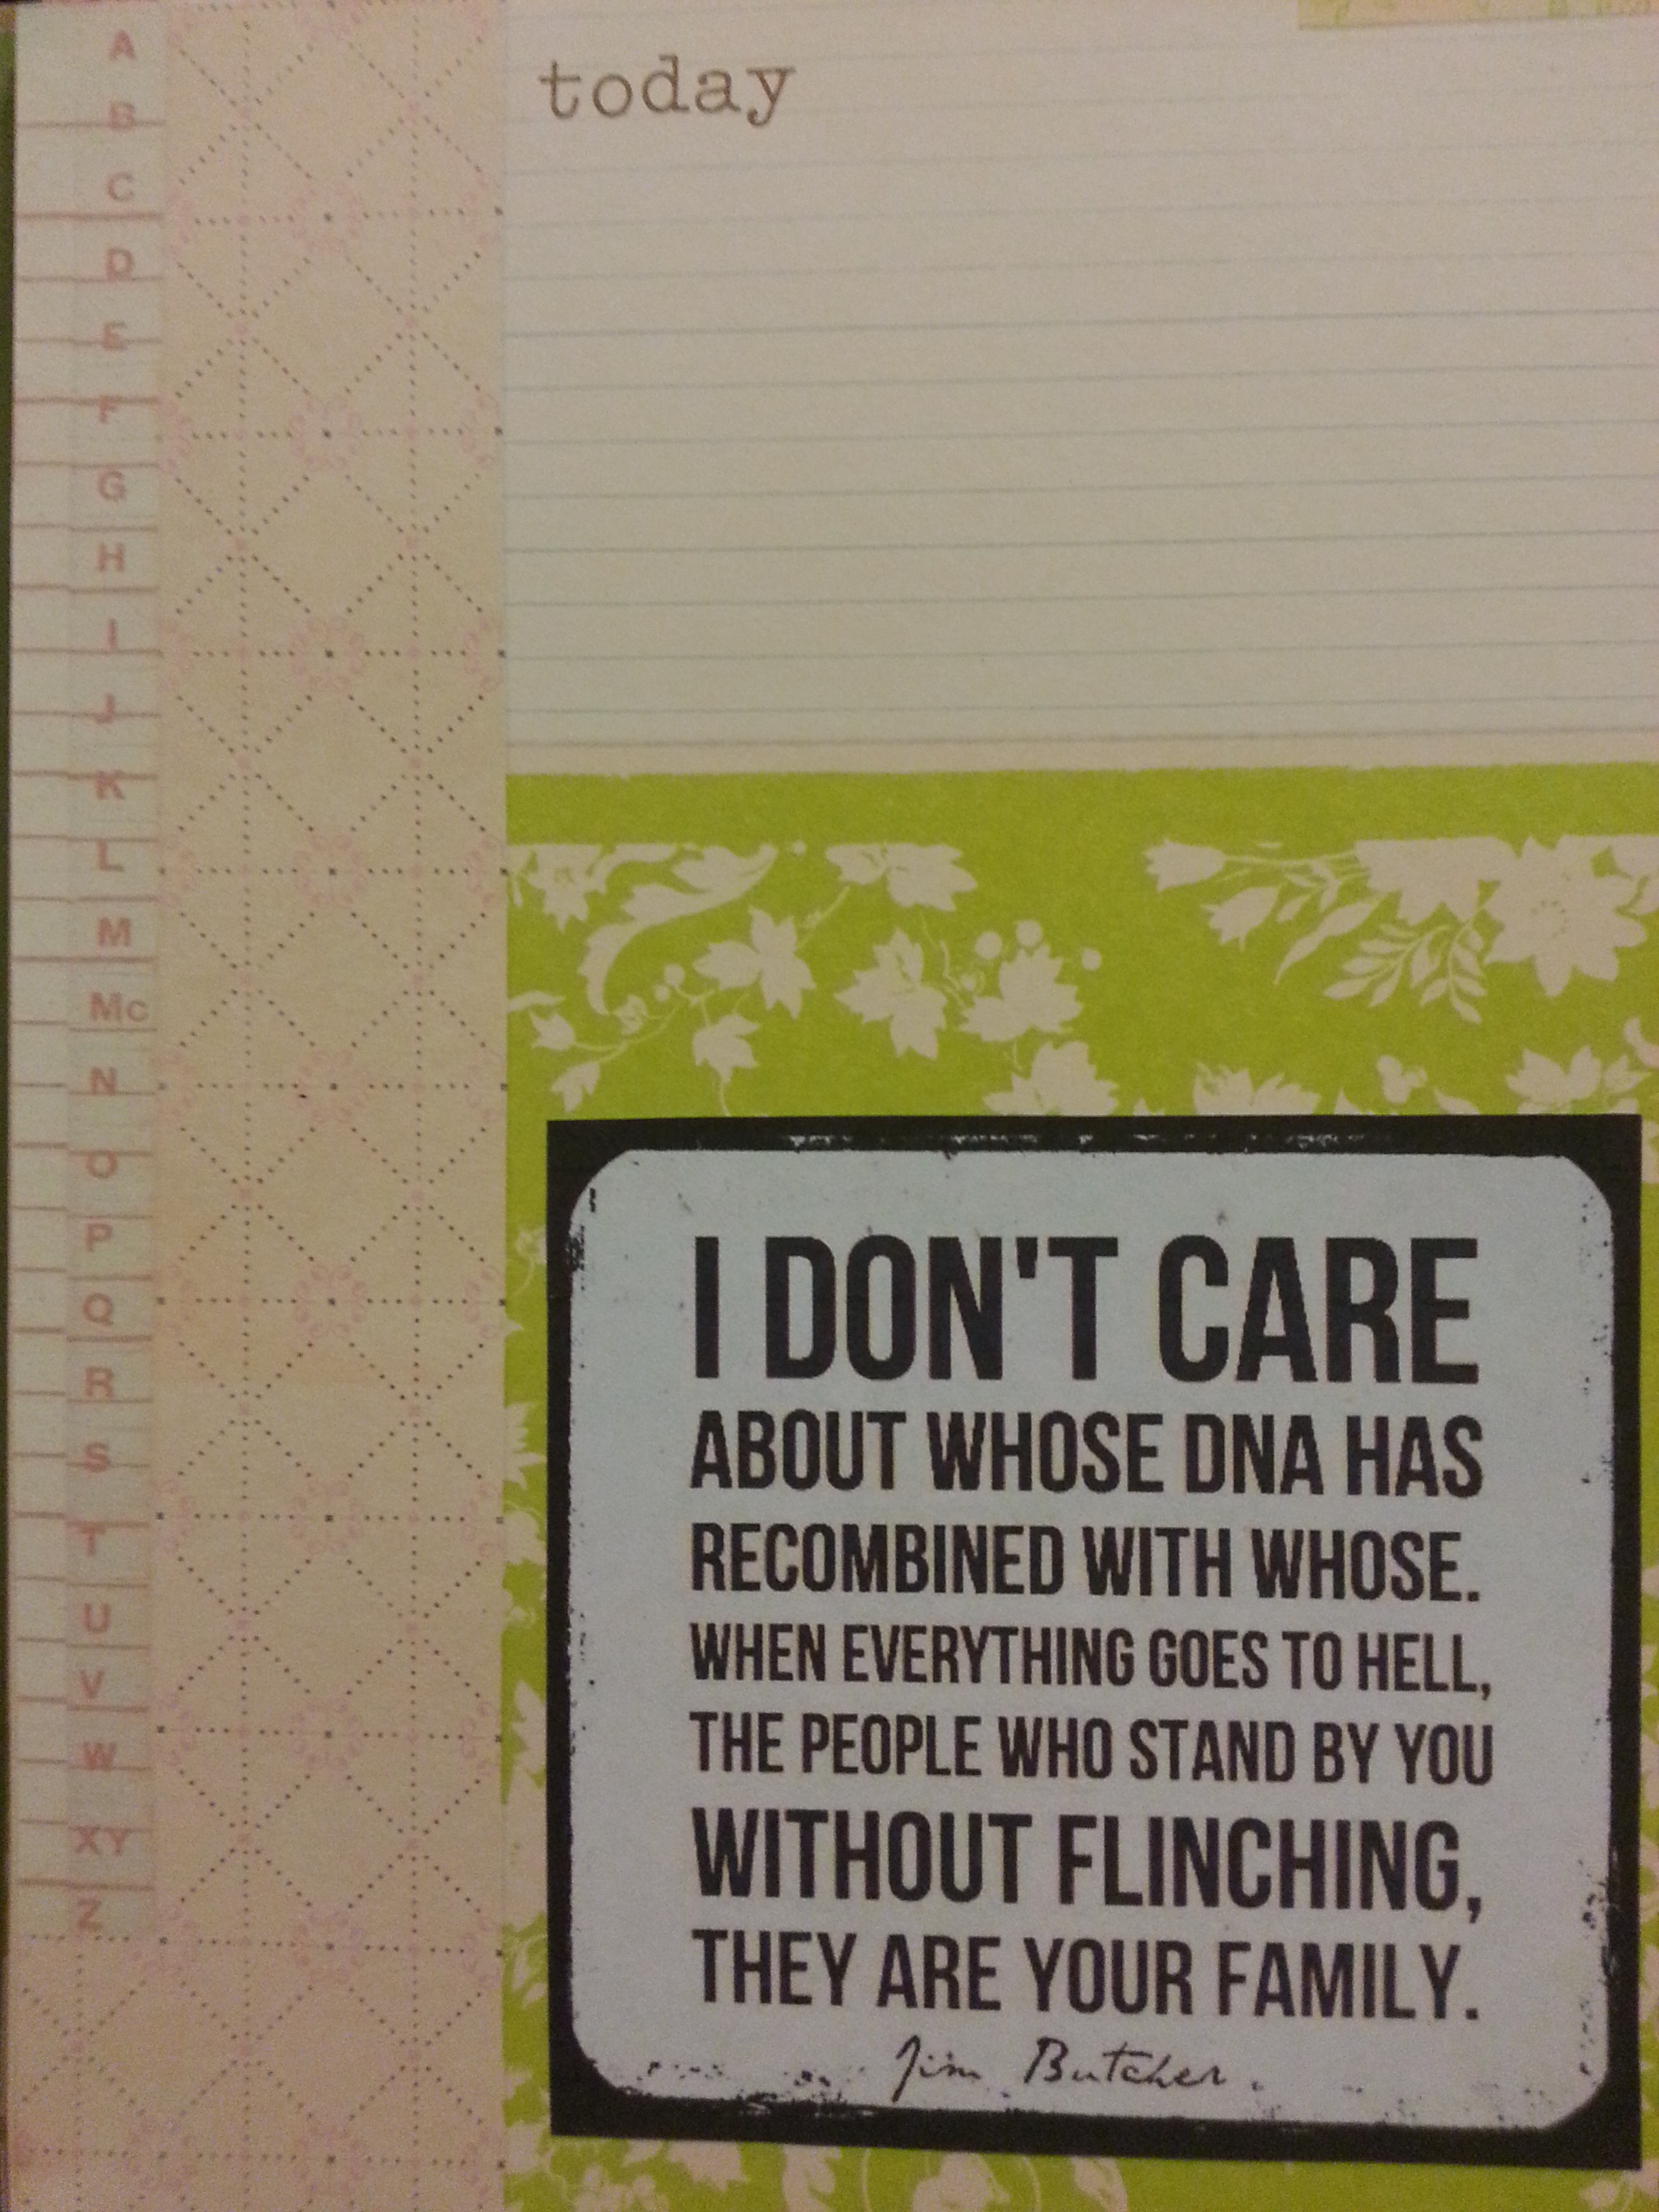 A
B
C
D
E
F
G
H
I
J
K
L
M
Mc
N
O
P
Q
R
S
T
U
V
W
XY
Z
today
I DON'T CARE
ABOUT WHOSE DNA HAS
RECOMBINED WITH WHOSE.
WHEN EVERYTHING GOES TO HELL,
THE PEOPLE WHO STAND BY YOU
WITHOUT FLINCHING,
THEY ARE YOUR FAMILY.
Jim Butcher.